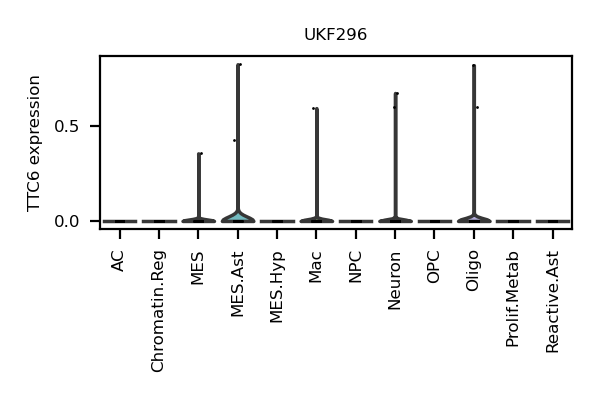 UKF296
TTC6 expression
0.5
0.0
AC
Chromatin.Reg
MES
MES.Ast
MES.Hyp
Mac
NPC
Neuron
OPC
Oligo
Prolif.Metab
Reactive.Ast